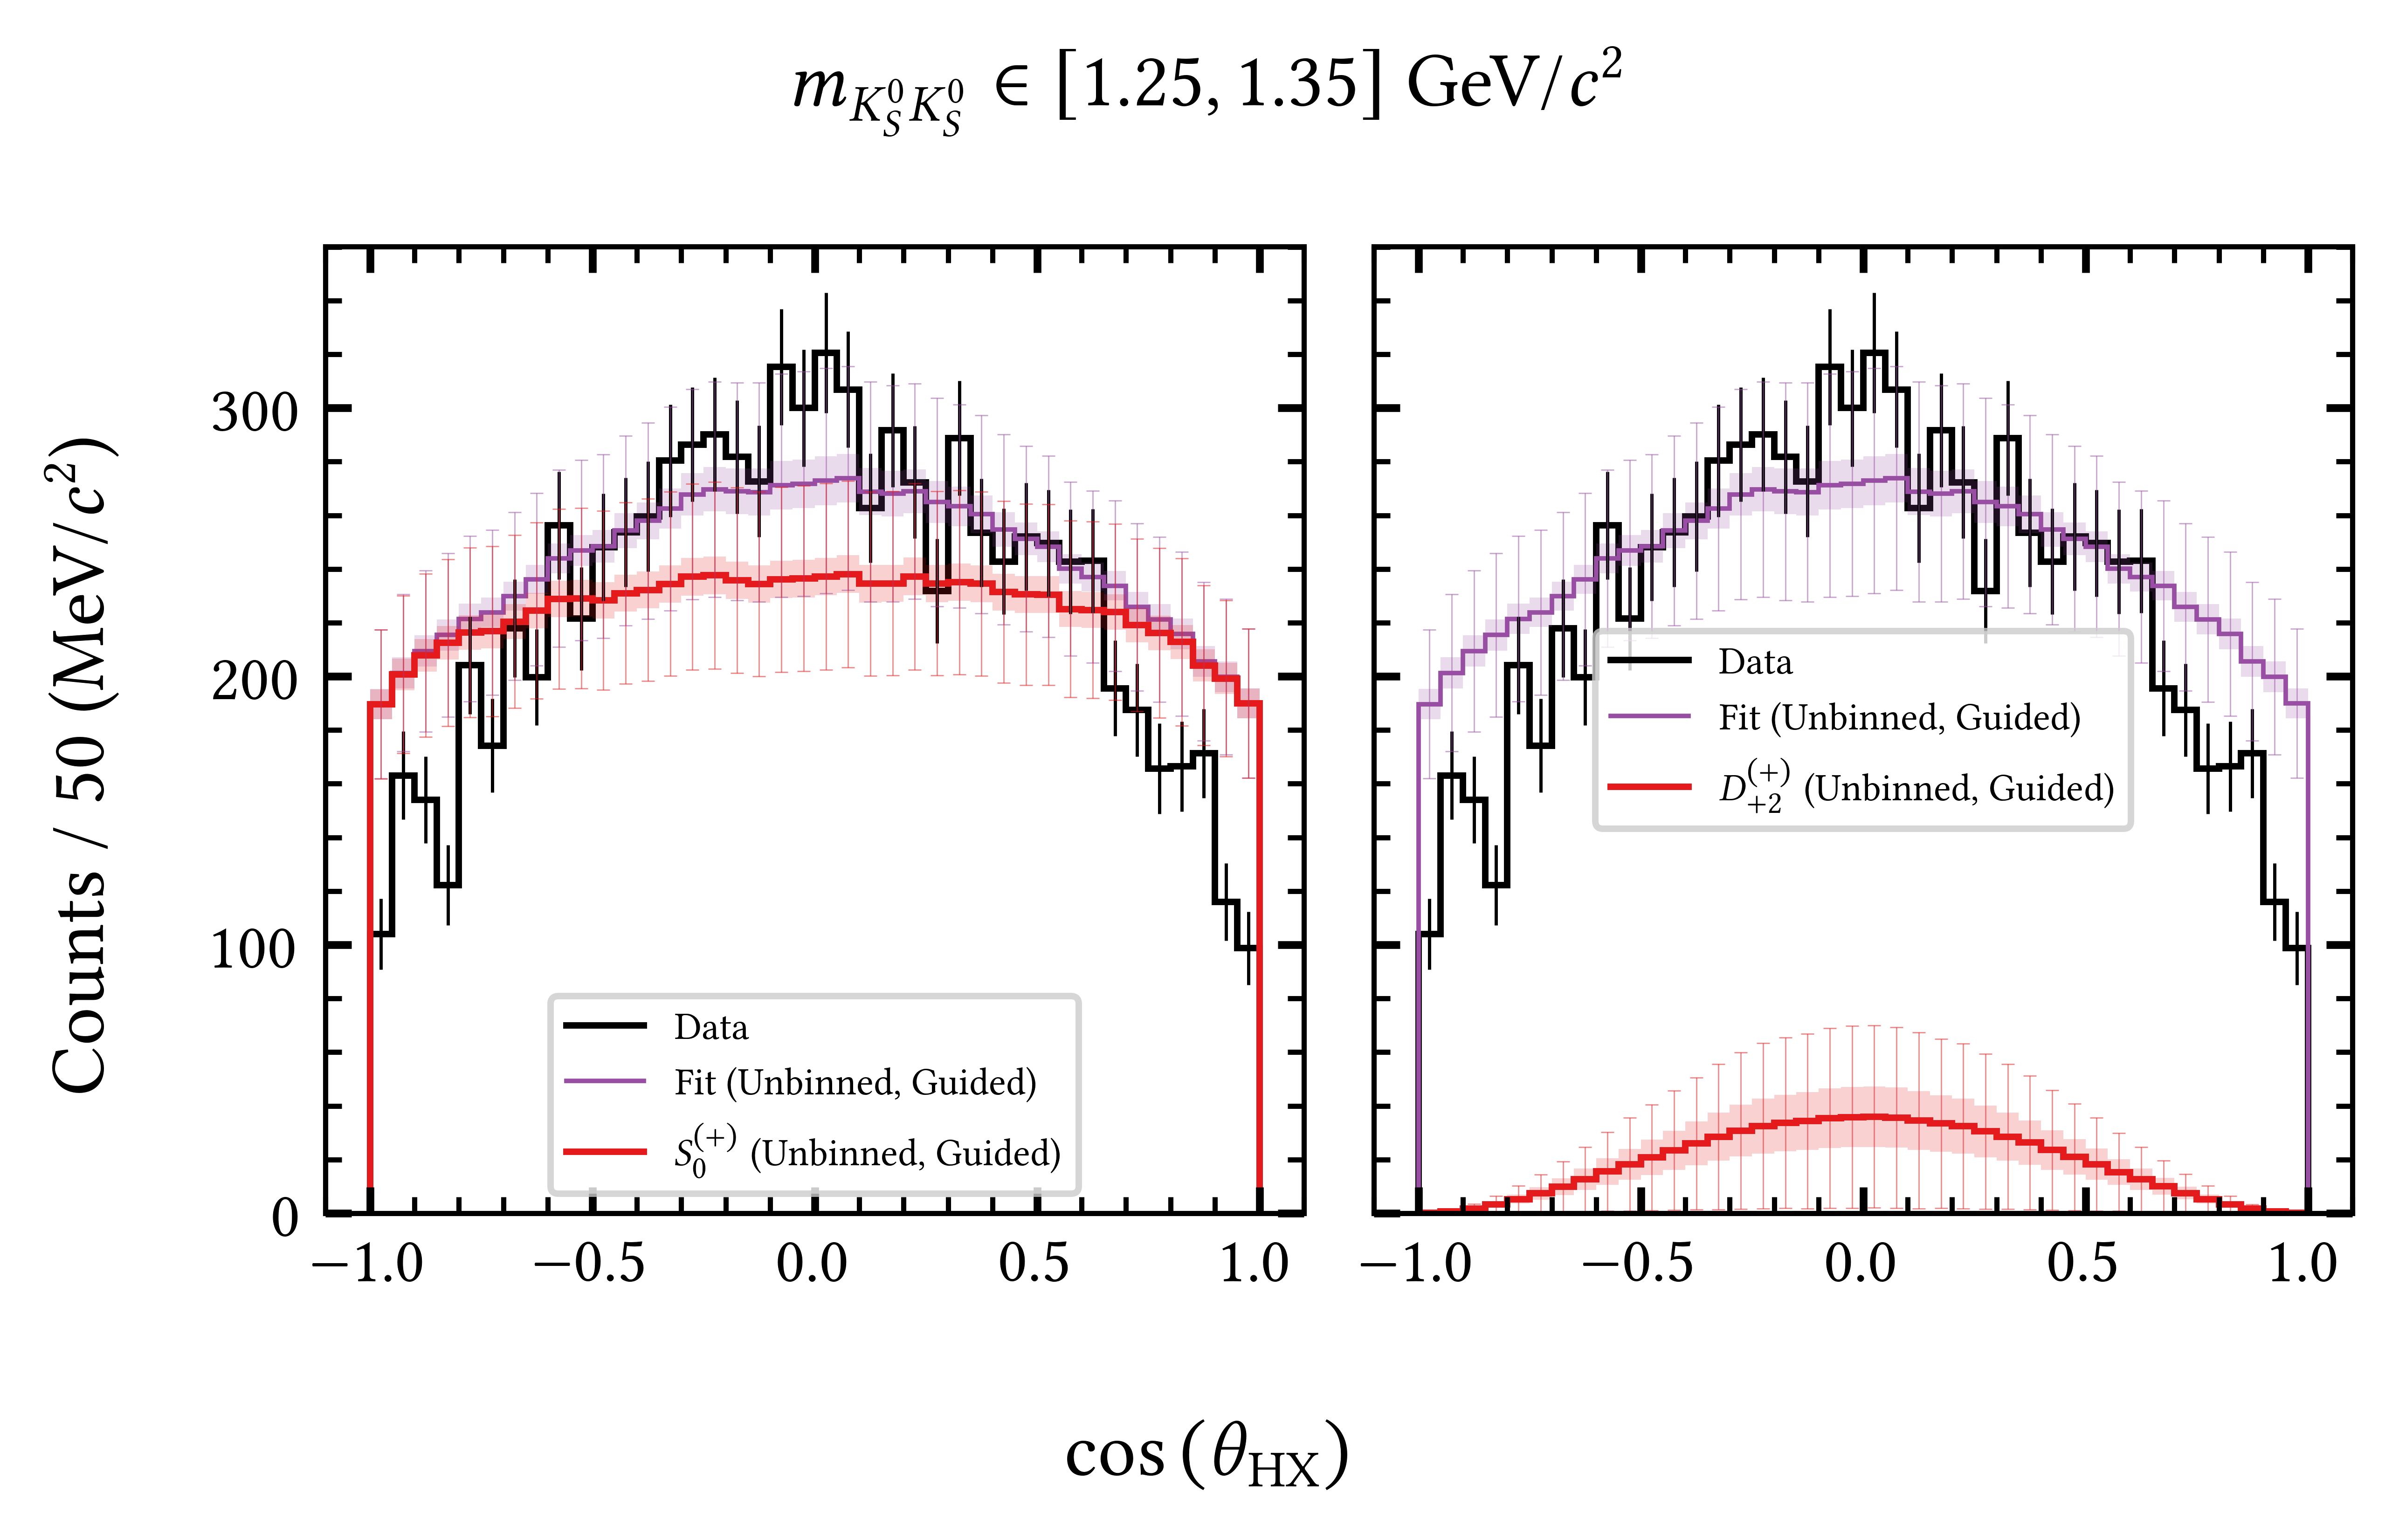 m_{K_S^0 K_S^0} ∈ [1.25, 1.35] GeV/c²
Counts / 50 (MeV/c²)
300
200
100
0
Data
Fit (Unbinned, Guided)
S_0^{(+)} (Unbinned, Guided)
−1.0 −0.5 0.0 0.5 1.0
Data
Fit (Unbinned, Guided)
D_{+2}^{(+)} (Unbinned, Guided)
−1.0 −0.5 0.0 0.5 1.0
cos (θ_{HX})